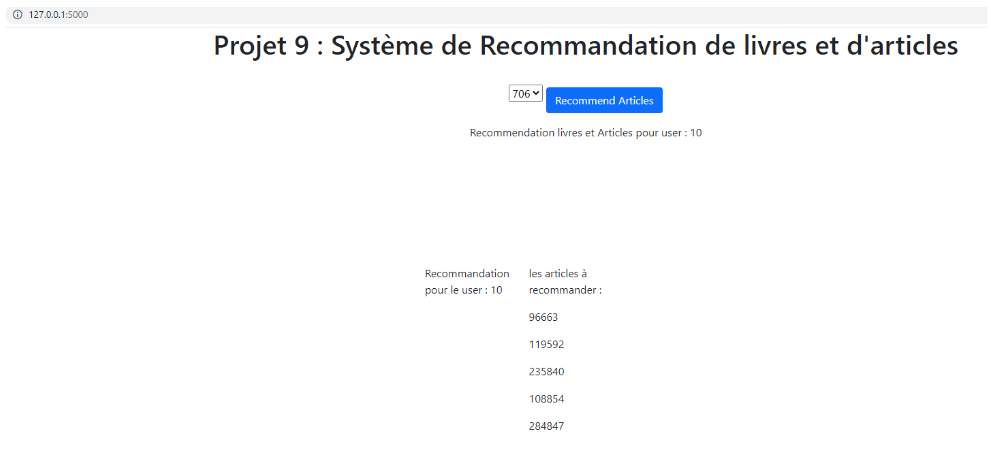 127.0.0.1:5000
Projet 9 : Système de Recommandation de livres et d'articles
706 Recommend Articles
Recommendation livres et Articles pour user : 10
Recommandation
pour le user : 10
les articles à
recommander :
96663
119592
235840
108854
284847